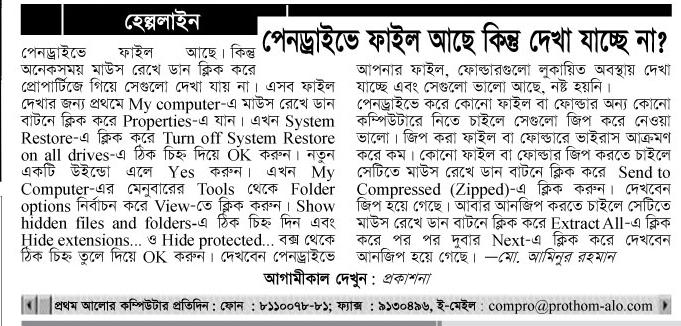 হেল্পলাইন
পেনড্রাইভে ফাইল আছে কিন্তু দেখা যাচ্ছে না?
পেনড্রাইভে ফাইল আছে। কিন্তু
অনেকসময় মাউস রেখে ডান ক্লিক করে
প্রোপার্টিজে গিয়ে সেগুলো দেখা যায় না। এসব ফাইল
দেখার জন্য প্রথমে My computer-এ মাউস রেখে ডান
বাটনে ক্লিক করে Properties-এ যান। এখন System
Restore-এ ক্লিক করে Turn off System Restore
on all drives-এ ঠিক চিহ্ন দিয়ে OK করুন। নতুন
একটি উইন্ডো এলে Yes করুন। এখন My
Computer-এর মেনুবারের Tools থেকে Folder
options নির্বাচন করে View-তে ক্লিক করুন। Show
hidden files and folders-এ ঠিক চিহ্ন দিন এবং
Hide extensions... ও Hide protected... বক্স থেকে
ঠিক চিহ্ন তুলে দিয়ে OK করুন। দেখবেন পেনড্রাইভে
আপনার ফাইল, ফোল্ডারগুলো লুকায়িত অবস্থায় দেখা
যাচ্ছে এবং সেগুলো ভালো আছে, নষ্ট হয়নি।
পেনড্রাইভে করে কোনো ফাইল বা ফোল্ডার অন্য কোনো
কম্পিউটারে নিতে চাইলে সেগুলো জিপ করে নেওয়া
ভালো। জিপ করা ফাইল বা ফোল্ডারে ভাইরাস আক্রমণ
করে কম। কোনো ফাইল বা ফোল্ডার জিপ করতে চাইলে
সেটিতে মাউস রেখে ডান বাটনে ক্লিক করে Send to
Compressed (Zipped)-এ ক্লিক করুন। দেখবেন
জিপ হয়ে গেছে। আবার আনজিপ করতে চাইলে সেটিতে
মাউস রেখে ডান বাটনে ক্লিক করে Extract All-এ ক্লিক
করে পর পর দুবার Next-এ ক্লিক করে দেখবেন
আনজিপ হয়ে গেছে। —মো. আমিনুর রহমান
আগামীকাল দেখুন : প্রকাশনা
প্রথম আলোর কম্পিউটার প্রতিদিন : ফোন : ৮১১০০৭৮-৮১; ফ্যাক্স : ৯১৩০৪৯৬, ই-মেইল : compro@prothom-alo.com